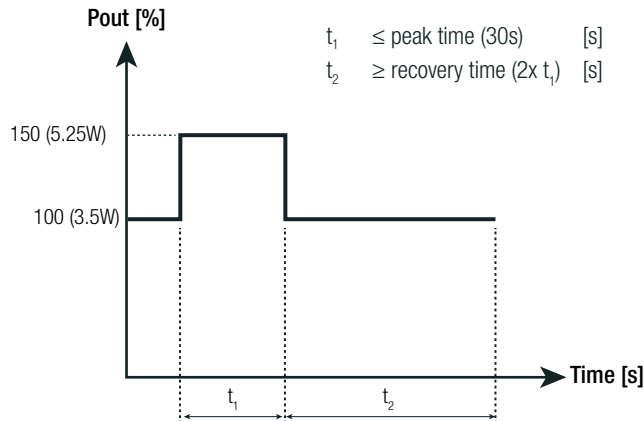 Pout [%]
t₁ ≤ peak time (30s) [s]
t₂ ≥ recovery time (2x t₁) [s]
150 (5.25W)
100 (3.5W)
Time [s]
t₁ t₂